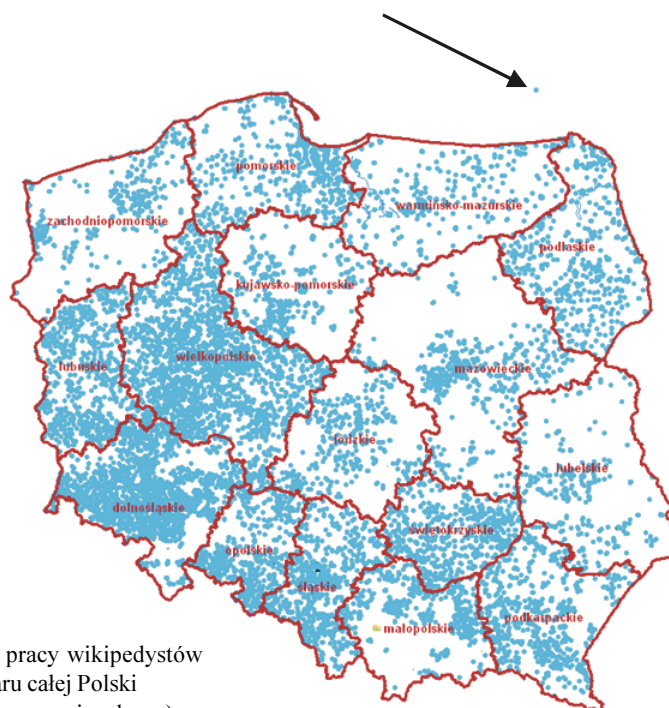 pomorskie
zachodniopomorskie
warmińsko-mazurskie
podlaskie
kujawsko-pomorskie
lubuskie
wielkopolskie
mazowieckie
łódzkie
lubelskie
dolnośląskie
świętokrzyskie
opolskie
śląskie
podkarpackie
małopolskie
pracy wikipedystów
aru całej Polski